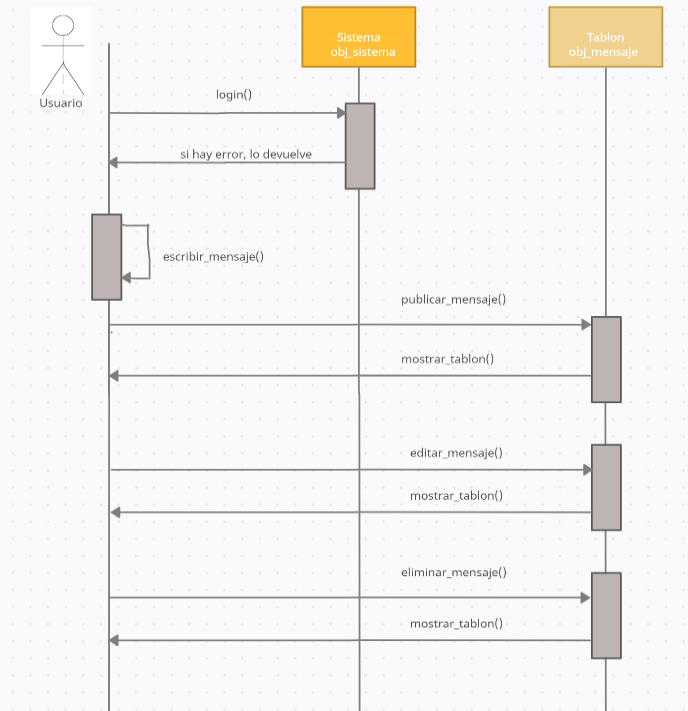 Sistema
obj_sistema
Tablon
obj_mensaje
Usuario
login()
si hay error, lo devuelve
escribir_mensaje()
publicar_mensaje()
mostrar_tablon()
editar_mensaje()
mostrar_tablon()
eliminar_mensaje()
mostrar_tablon()